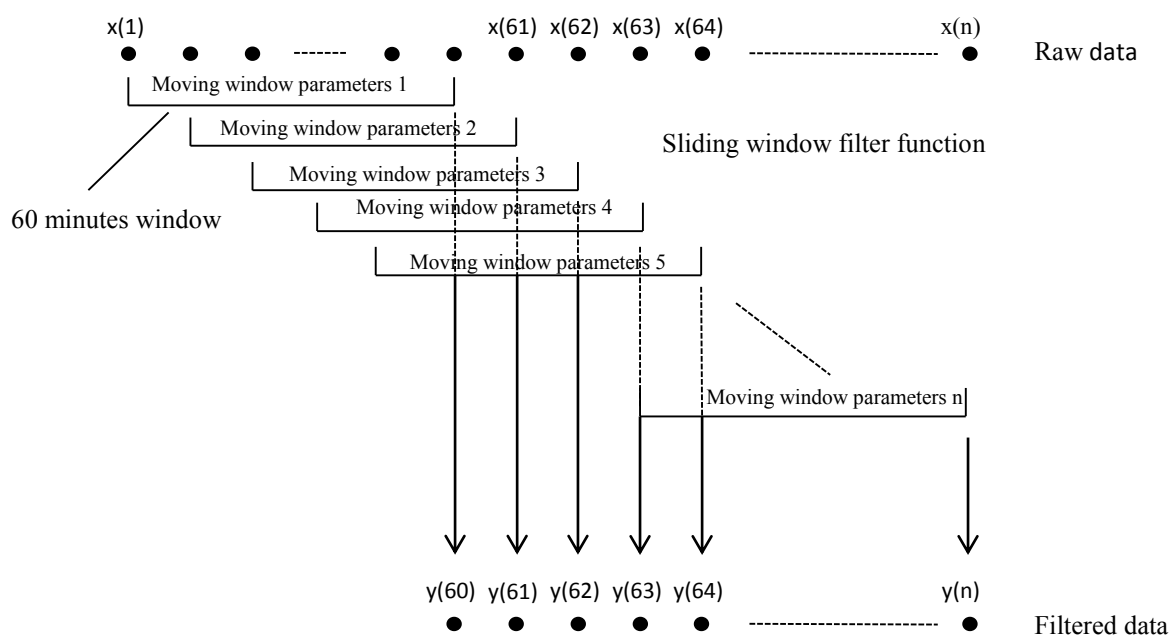 x(1) x(61) x(62) x(63) x(64) x(n)
Raw data
Moving window parameters 1
Moving window parameters 2
Sliding window filter function
Moving window parameters 3
60 minutes window
Moving window parameters 4
Moving window parameters 5
Moving window parameters n
y(60) y(61) y(62) y(63) y(64) y(n)
Filtered data